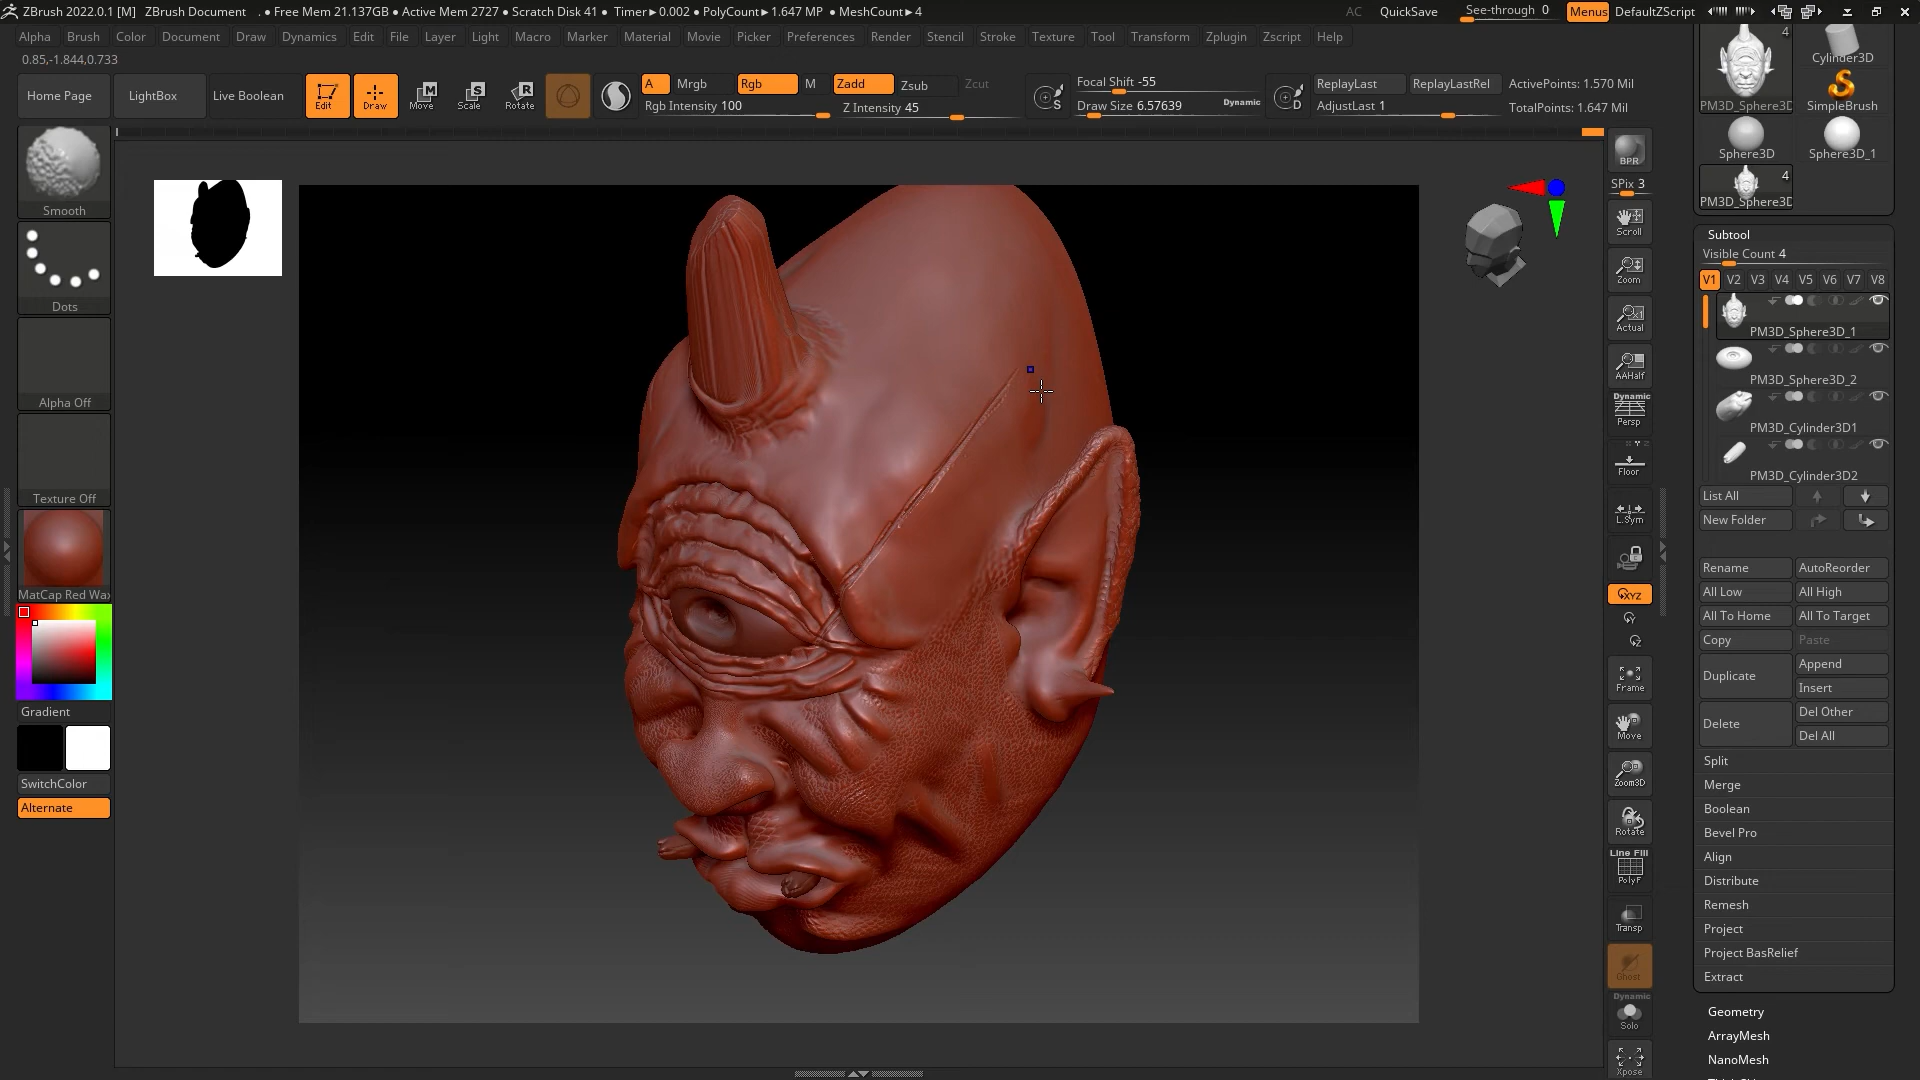 ZBrush 2022.0.1 [M] ZBrush Document . ● Free Mem 21.137GB ● Active Mem 2727 ● Scratch Disk 41 ● Timer▸0.002 ● PolyCount▸1.647 MP ● MeshCount▸4
AC QuickSave See-through 0 Menus DefaultZScript
Alpha Brush Color Document Draw Dynamics Edit File Layer Light Macro Marker Material Movie Picker Preferences Render Stencil Stroke Texture Tool Transform Zplugin Zscript Help
0.85,-1.844,0.733
Home Page LightBox Live Boolean
Edit Draw Move Scale Rotate
A Mrgb Rgb M Zadd Zsub Zcut
Rgb Intensity 100 Z Intensity 45
Focal Shift -55
Draw Size 6.57639 Dynamic
S
D
ReplayLast ReplayLastRel
AdjustLast 1
ActivePoints: 1.570 Mil
TotalPoints: 1.647 Mil
Smooth
Dots
Alpha Off
Texture Off
MatCap Red Wax
Gradient
SwitchColor
Alternate
BPR
SPix 3
Scroll
Zoom
Actual
AAHalf
Dynamic
Persp
Floor
L.Sym
XYZ
Y
Z
Frame
Move
Zoom3D
Rotate
Line Fill
PolyF
Transp
Ghost
Dynamic
Solo
Xpose
4
PM3D_Sphere3D
Cylinder3D
SimpleBrush
Sphere3D Sphere3D_1
4
PM3D_Sphere3D
Subtool
Visible Count 4
V1 V2 V3 V4 V5 V6 V7 V8
PM3D_Sphere3D_1
PM3D_Sphere3D_2
PM3D_Cylinder3D1
PM3D_Cylinder3D2
List All
New Folder
Rename AutoReorder
All Low All High
All To Home All To Target
Copy Paste
Duplicate Append
Insert
Delete Del Other
Del All
Split
Merge
Boolean
Bevel Pro
Align
Distribute
Remesh
Project
Project BasRelief
Extract
Geometry
ArrayMesh
NanoMesh